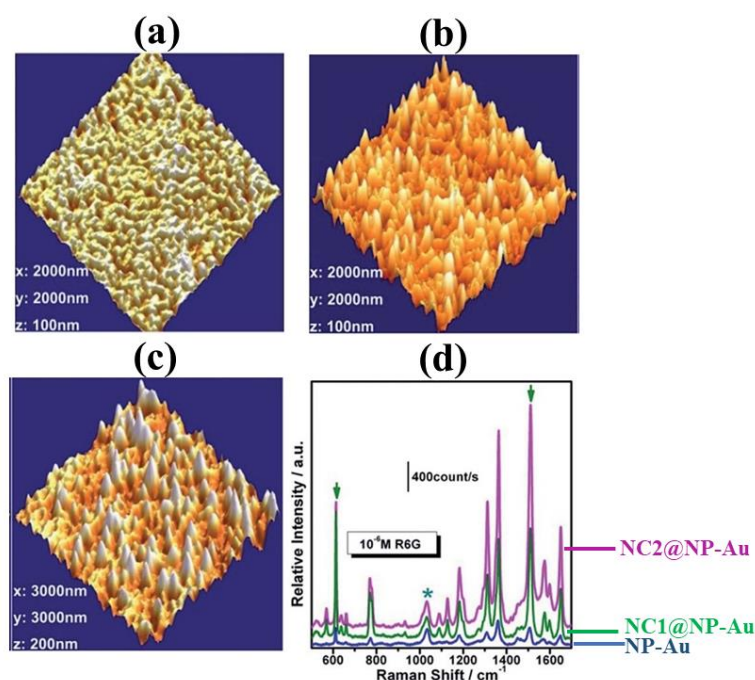 (a)
x: 2000nm
y: 2000nm
z: 100nm
(b)
x: 2000nm
y: 2000nm
z: 100nm
(c)
x: 3000nm
y: 3000nm
z: 200nm
(d)
Relative Intensity / a.u.
400count/s
10⁻⁶M R6G
*
NC2@NP-Au
NC1@NP-Au
NP-Au
600 800 1000 1200 1400 1600
Raman Shift / cm⁻¹